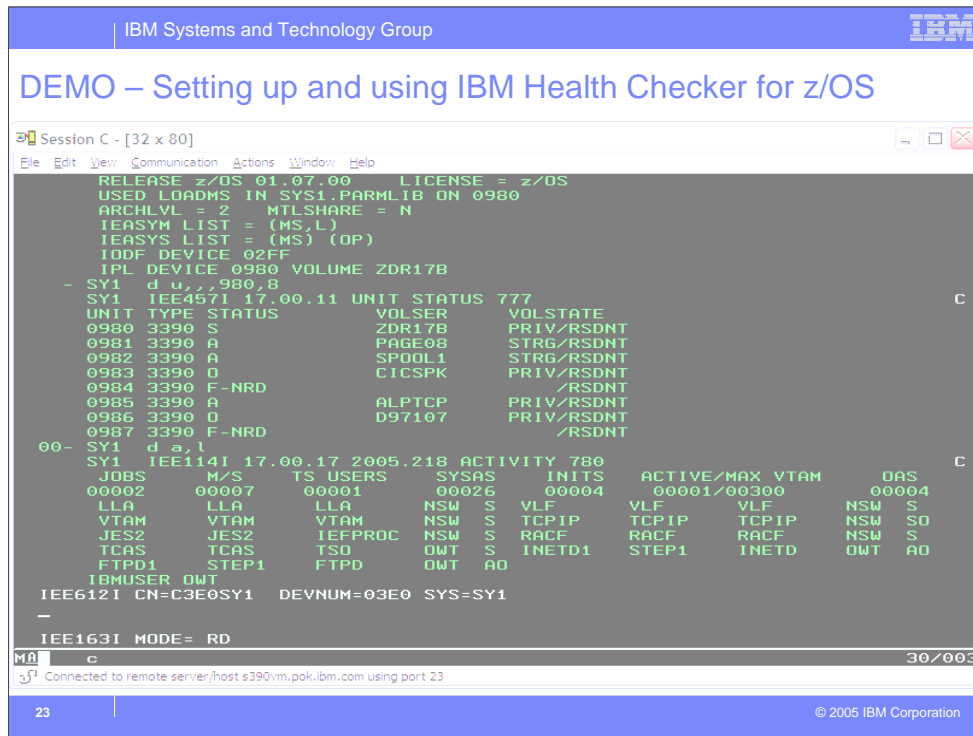 IBM Systems and Technology Group
IBM
DEMO – Setting up and using IBM Health Checker for z/OS
Session C - [32 x 80]
File Edit View Communication Actions Window Help
RELEASE z/OS 01.07.00 LICENSE = z/OS
USED LOADMS IN SYS1.PARMLIB ON 0980
ARCHLVL = 2 MTLSHARE = N
IEASYM LIST = (MS,L)
IEASYS LIST = (MS) (OP)
IODF DEVICE 02FF
IPL DEVICE 0980 VOLUME ZDR17B
- SY1 d u,,,980,8
SY1 IEE457I 17.00.11 UNIT STATUS 777 C
UNIT TYPE STATUS VOLSER VOLSTATE
0980 3390 S ZDR17B PRIV/RSDNT
0981 3390 A PAGE08 STRG/RSDNT
0982 3390 A SPOOL1 STRG/RSDNT
0983 3390 O CICSPK PRIV/RSDNT
0984 3390 F-NRD /RSDNT
0985 3390 A ALPTCP PRIV/RSDNT
0986 3390 O D97107 PRIV/RSDNT
0987 3390 F-NRD /RSDNT
00- SY1 d a,l
SY1 IEE114I 17.00.17 2005.218 ACTIVITY 780 C
JOBS M/S TS USERS SYSAS INITS ACTIVE/MAX VTAM OAS
00002 00007 00001 00026 00004 00001/00300 00004
LLA LLA LLA NSW S VLF VLF VLF NSW S
VTAM VTAM VTAM NSW S TCPIP TCPIP TCPIP NSW SO
JES2 JES2 IEFPROC NSW S RACF RACF RACF NSW S
TCAS TCAS TSO OWT S INETD1 STEP1 INETD OWT AO
FTPD1 STEP1 FTPD OWT AO
IBMUSER OWT
IEE612I CN=C3E0SY1 DEVNUM=03E0 SYS=SY1
IEE163I MODE= RD
MA c 30/003
Connected to remote server/host s390vm.pok.ibm.com using port 23
23 © 2005 IBM Corporation